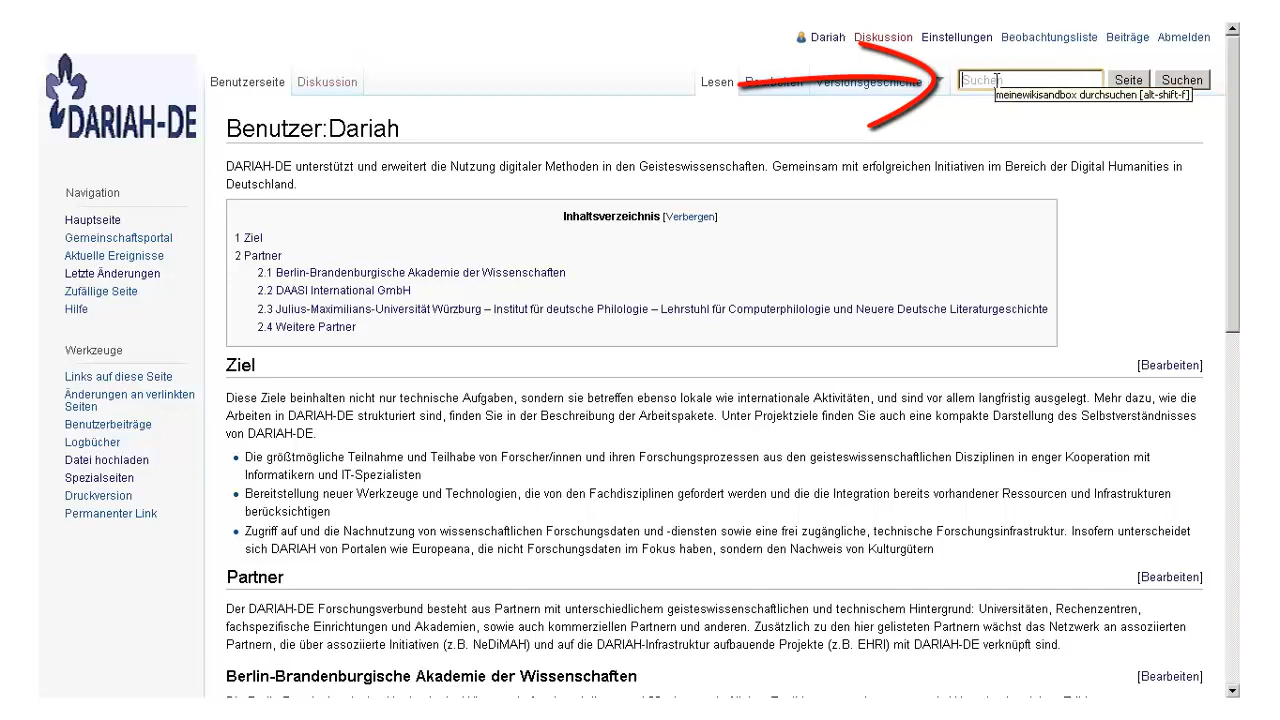 Dariah Diskussion Einstellungen Beobachtungsliste Beiträge Abmelden
Benutzerseite Diskussion Lesen Bearbeiten Versionsgeschichte Suchen Seite Suchen
meinewikisandbox durchsuchen [alt-shift-f]
DARIAH-DE
Benutzer:Dariah
DARIAH-DE unterstützt und erweitert die Nutzung digitaler Methoden in den Geisteswissenschaften. Gemeinsam mit erfolgreichen Initiativen im Bereich der Digital Humanities in
Deutschland.
Navigation
Hauptseite
Gemeinschaftsportal
Aktuelle Ereignisse
Letzte Änderungen
Zufällige Seite
Hilfe
Werkzeuge
Links auf diese Seite
Änderungen an verlinkten
Seiten
Benutzerbeiträge
Logbücher
Datei hochladen
Spezialseiten
Druckversion
Permanenter Link
Inhaltsverzeichnis [Verbergen]
1 Ziel
2 Partner
2.1 Berlin-Brandenburgische Akademie der Wissenschaften
2.2 DAASI International GmbH
2.3 Julius-Maximilians-Universität Würzburg – Institut für deutsche Philologie – Lehrstuhl für Computerphilologie und Neuere Deutsche Literaturgeschichte
2.4 Weitere Partner
Ziel [Bearbeiten]
Diese Ziele beinhalten nicht nur technische Aufgaben, sondern sie betreffen ebenso lokale wie internationale Aktivitäten, und sind vor allem langfristig ausgelegt. Mehr dazu, wie die
Arbeiten in DARIAH-DE strukturiert sind, finden Sie in der Beschreibung der Arbeitspakete. Unter Projektziele finden Sie auch eine kompakte Darstellung des Selbstverständnisses
von DARIAH-DE.
Die größtmögliche Teilnahme und Teilhabe von Forscher/innen und ihren Forschungsprozessen aus den geisteswissenschaftlichen Disziplinen in enger Kooperation mit
Informatikern und IT-Spezialisten
Bereitstellung neuer Werkzeuge und Technologien, die von den Fachdisziplinen gefordert werden und die die Integration bereits vorhandener Ressourcen und Infrastrukturen
berücksichtigen
Zugriff auf und die Nachnutzung von wissenschaftlichen Forschungsdaten und -diensten sowie eine frei zugängliche, technische Forschungsinfrastruktur. Insofern unterscheidet
sich DARIAH von Portalen wie Europeana, die nicht Forschungsdaten im Fokus haben, sondern den Nachweis von Kulturgütern
Partner [Bearbeiten]
Der DARIAH-DE Forschungsverbund besteht aus Partnern mit unterschiedlichem geisteswissenschaftlichen und technischem Hintergrund: Universitäten, Rechenzentren,
fachspezifische Einrichtungen und Akademien, sowie auch kommerziellen Partnern und anderen. Zusätzlich zu den hier gelisteten Partnern wächst das Netzwerk an assoziierten
Partnern, die über assoziierte Initiativen (z.B. NeDiMAH) und auf die DARIAH-Infrastruktur aufbauende Projekte (z.B. EHRI) mit DARIAH-DE verknüpft sind.
Berlin-Brandenburgische Akademie der Wissenschaften [Bearbeiten]